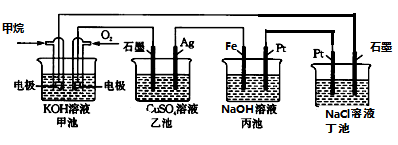 甲烷
O₂
石墨
Ag
Fe
Pt
Pt
石墨
电极
电极
KOH溶液
甲池
CuSO₄溶液
乙池
NaOH溶液
丙池
NaCl溶液
丁池